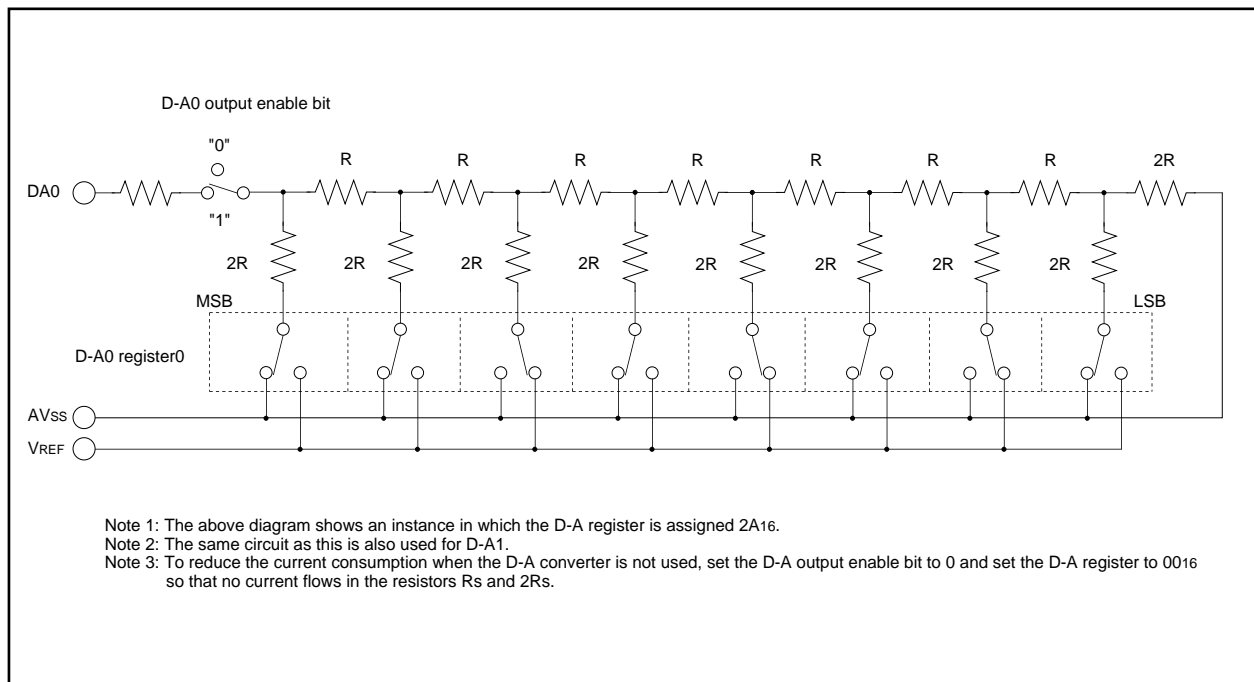 D-A0 output enable bit
"0"
R R R R R R R 2R
DA0
"1"
2R 2R 2R 2R 2R 2R 2R 2R
MSB LSB
D-A0 register0
AVSS
VREF
Note 1: The above diagram shows an instance in which the D-A register is assigned 2A16.
Note 2: The same circuit as this is also used for D-A1.
Note 3: To reduce the current consumption when the D-A converter is not used, set the D-A output enable bit to 0 and set the D-A register to 0016
so that no current flows in the resistors Rs and 2Rs.